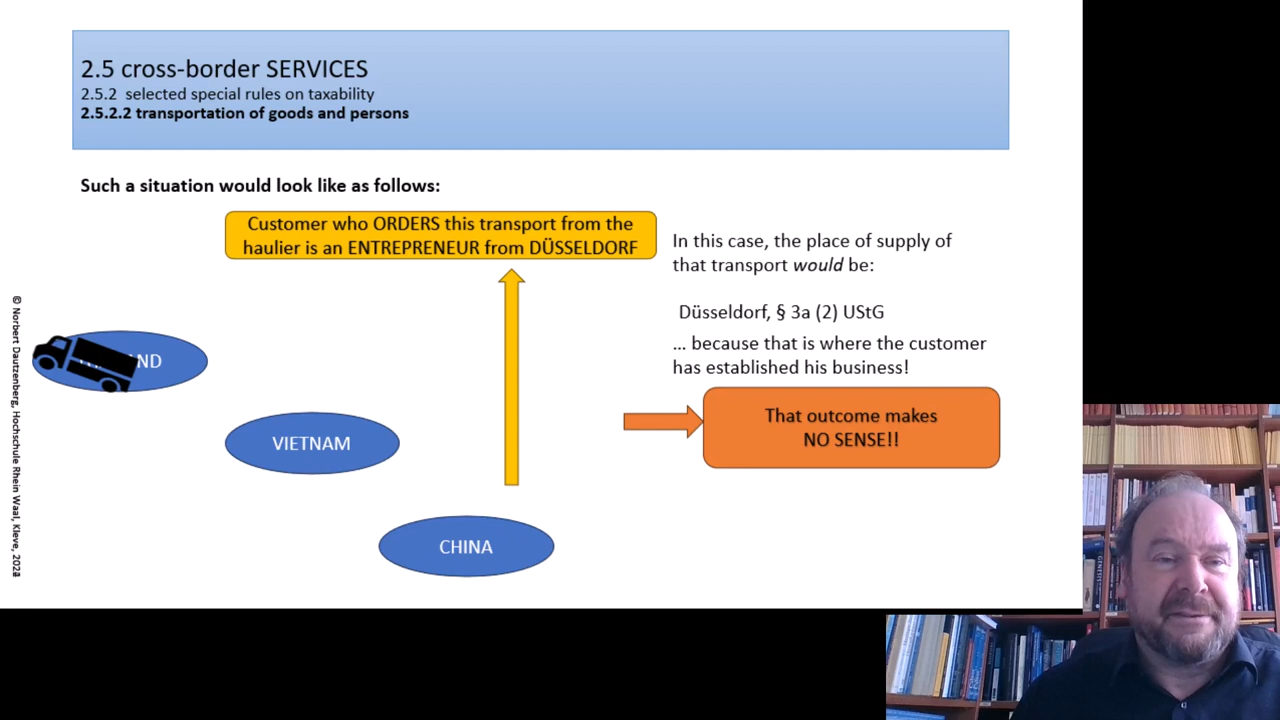 2.5 cross-border SERVICES
2.5.2 selected special rules on taxability
2.5.2.2 transportation of goods and persons
Such a situation would look like as follows:
Customer who ORDERS this transport from the
haulier is an ENTREPRENEUR from DÜSSELDORF
In this case, the place of supply of
that transport would be:
Düsseldorf, § 3a (2) UStG
... because that is where the customer
has established his business!
That outcome makes
NO SENSE!!
VIETNAM
CHINA
© Norbert Dautzenberg, Hochschule Rhein Waal, Kleve,